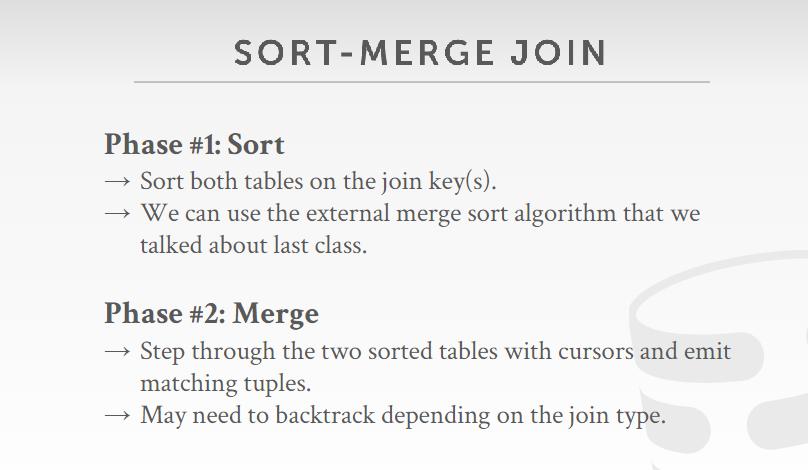 SORT-MERGE JOIN
Phase #1: Sort
→ Sort both tables on the join key(s).
→ We can use the external merge sort algorithm that we
talked about last class.
Phase #2: Merge
→ Step through the two sorted tables with cursors and emit
matching tuples.
→ May need to backtrack depending on the join type.